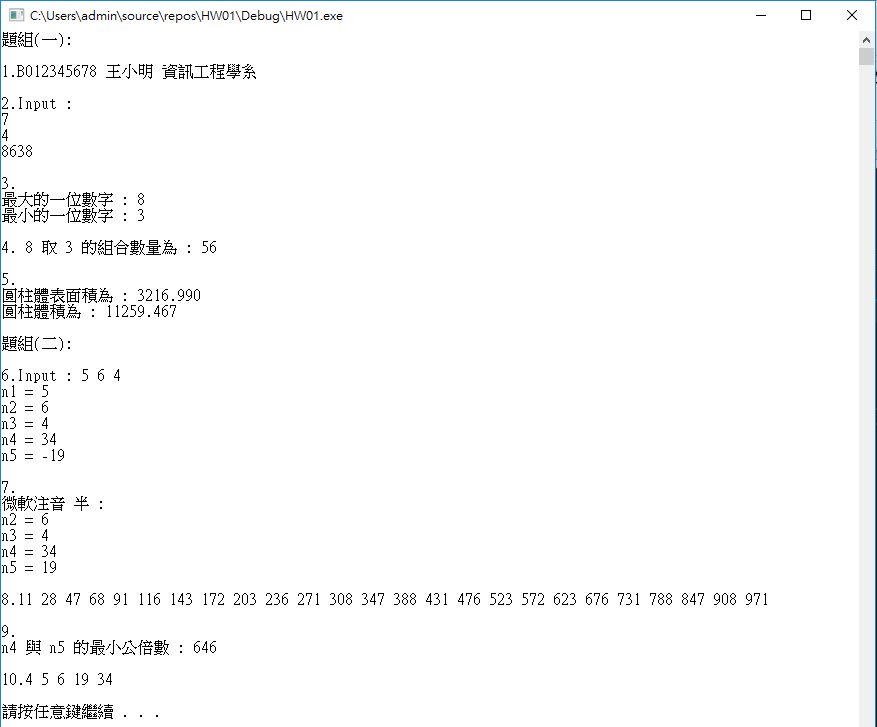 C:\Users\admin\source\repos\HW01\Debug\HW01.exe
題組(一):
1.B012345678 王小明 資訊工程學系
2.Input :
7
4
8638
3.
最大的一位數字 : 8
最小的一位數字 : 3
4. 8 取 3 的組合數量為 : 56
5.
圓柱體表面積為 : 3216.990
圓柱體積為 : 11259.467
題組(二):
6.Input : 5 6 4
n1 = 5
n2 = 6
n3 = 4
n4 = 34
n5 = -19
7.
微軟注音 半 :
n2 = 6
n3 = 4
n4 = 34
n5 = 19
8.11 28 47 68 91 116 143 172 203 236 271 308 347 388 431 476 523 572 623 676 731 788 847 908 971
9.
n4 與 n5 的最小公倍數 : 646
10.4 5 6 19 34
請按任意鍵繼續 . . .